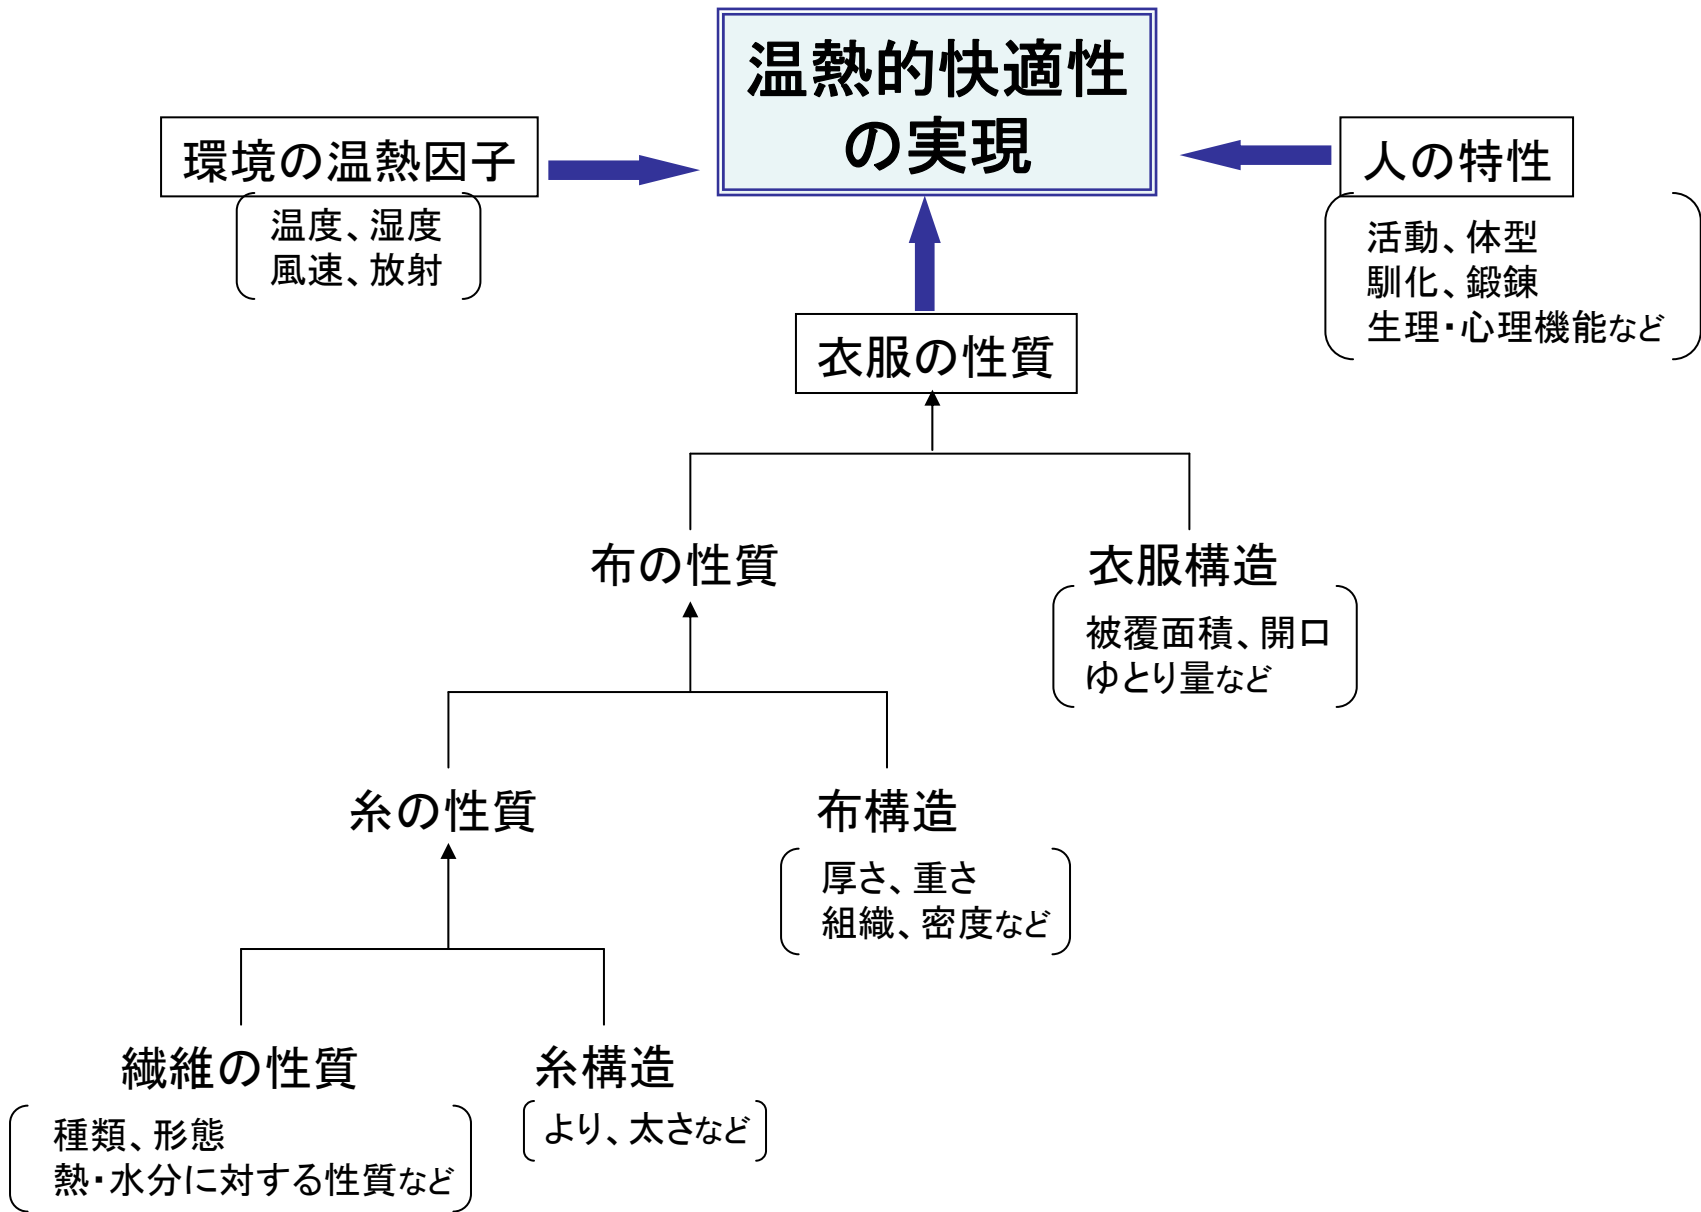 温熱的快適性
の実現
環境の温熱因子
温度、湿度
風速、放射
人の特性
活動、体型
馴化、鍛錬
生理・心理機能など
衣服の性質
布の性質
衣服構造
被覆面積、開口
ゆとり量など
糸の性質
布構造
厚さ、重さ
組織、密度など
繊維の性質
種類、形態
熱・水分に対する性質など
糸構造
より、太さなど